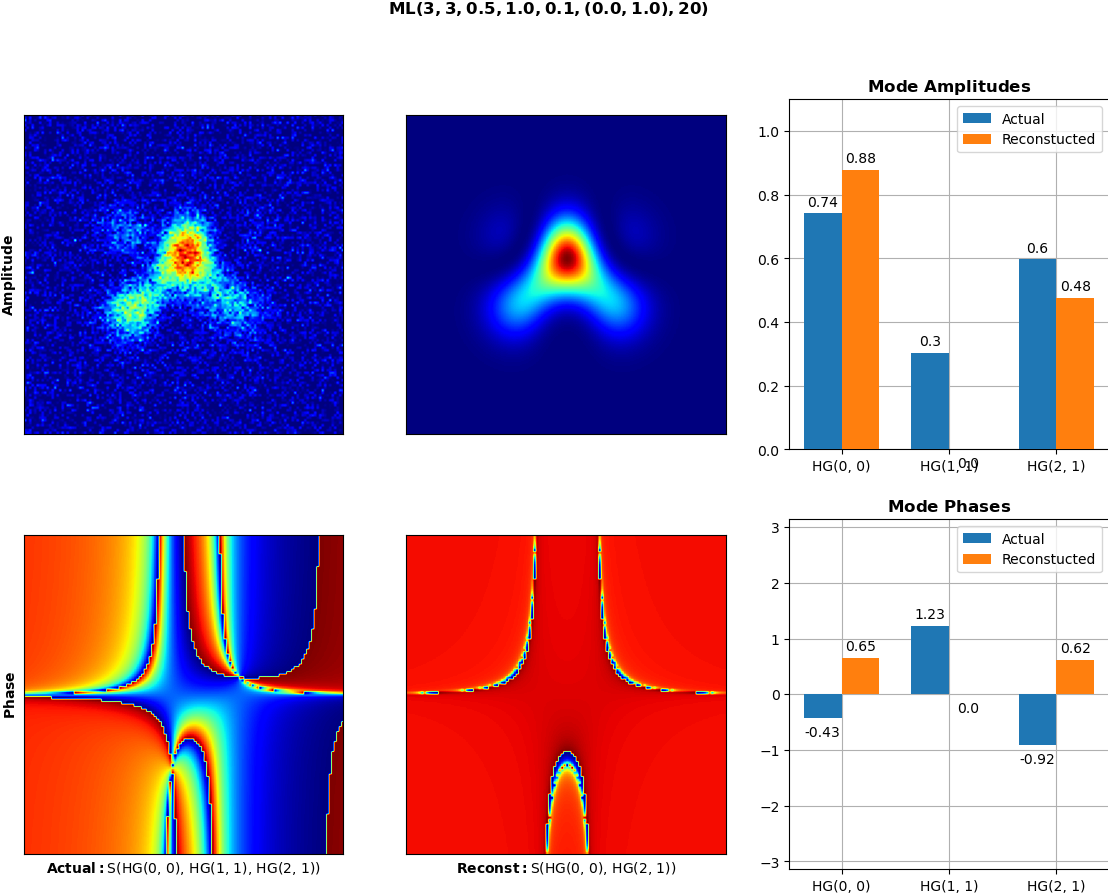 ML(3, 3, 0.5, 1.0, 0.1, (0.0, 1.0), 20)
Amplitude
Mode Amplitudes
Actual
Reconstucted
1.0
0.8
0.6
0.4
0.2
0.0
0.74
0.88
0.3
0.0
0.6
0.48
HG(0, 0)
HG(1, 1)
HG(2, 1)
Phase
Actual: S(HG(0, 0), HG(1, 1), HG(2, 1))
Reconst: S(HG(0, 0), HG(2, 1))
Mode Phases
Actual
Reconstucted
3
2
1
0
−1
−2
−3
-0.43
0.65
1.23
0.0
-0.92
0.62
HG(0, 0)
HG(1, 1)
HG(2, 1)